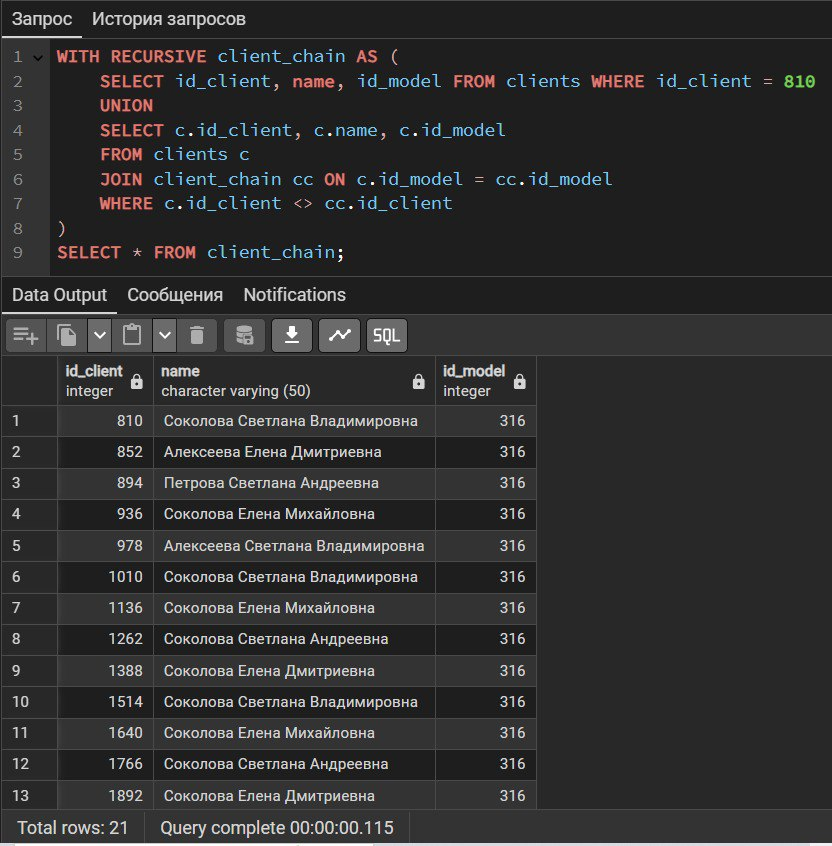 Запрос История запросов
1 WITH RECURSIVE client_chain AS (
2 SELECT id_client, name, id_model FROM clients WHERE id_client = 810
3 UNION
4 SELECT c.id_client, c.name, c.id_model
5 FROM clients c
6 JOIN client_chain cc ON c.id_model = cc.id_model
7 WHERE c.id_client <> cc.id_client
8 )
9 SELECT * FROM client_chain;
Data Output Сообщения Notifications
SQL
id_client name id_model
integer character varying (50) integer
1 810 Соколова Светлана Владимировна 316
2 852 Алексеева Елена Дмитриевна 316
3 894 Петрова Светлана Андреевна 316
4 936 Соколова Елена Михайловна 316
5 978 Алексеева Светлана Владимировна 316
6 1010 Соколова Светлана Владимировна 316
7 1136 Соколова Елена Михайловна 316
8 1262 Соколова Светлана Андреевна 316
9 1388 Соколова Елена Дмитриевна 316
10 1514 Соколова Светлана Владимировна 316
11 1640 Соколова Елена Михайловна 316
12 1766 Соколова Светлана Андреевна 316
13 1892 Соколова Елена Дмитриевна 316
Total rows: 21 Query complete 00:00:00.115